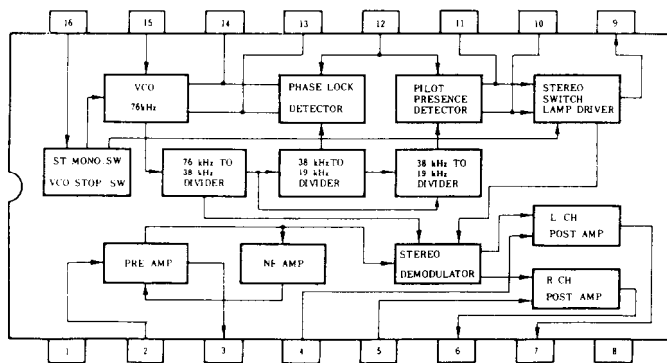 16 15 14 13 12 11 10 9
VCO
76kHz
PHASE LOCK
DETECTOR
PILOT
PRESENCE
DETECTOR
STEREO
SWITCH
LAMP DRIVER
ST MONO SW
VCO STOP SW
76 kHz TO
38 kHz
DIVIDER
38 kHz TO
19 kHz
DIVIDER
38 kHz TO
19 kHz
DIVIDER
PRE AMP
NF AMP
STEREO
DEMODULATOR
L CH
POST AMP
R CH
POST AMP
1 2 3 4 5 6 7 8